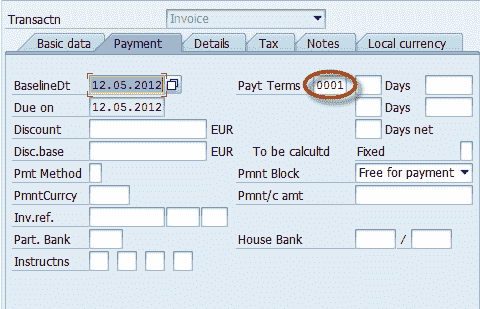 Transactn Invoice
Basic data Payment Details Tax Notes Local currency
BaselineDt 12.05.2012 Payt Terms 0001 Days
Due on 12.05.2012 Days
Discount EUR Days net
Disc.base EUR To be calcultd Fixed
Pmt Method Pmnt Block Free for payment
PmntCurrcy Pmnt/c amt
Inv.ref.
Part. Bank House Bank /
Instructns